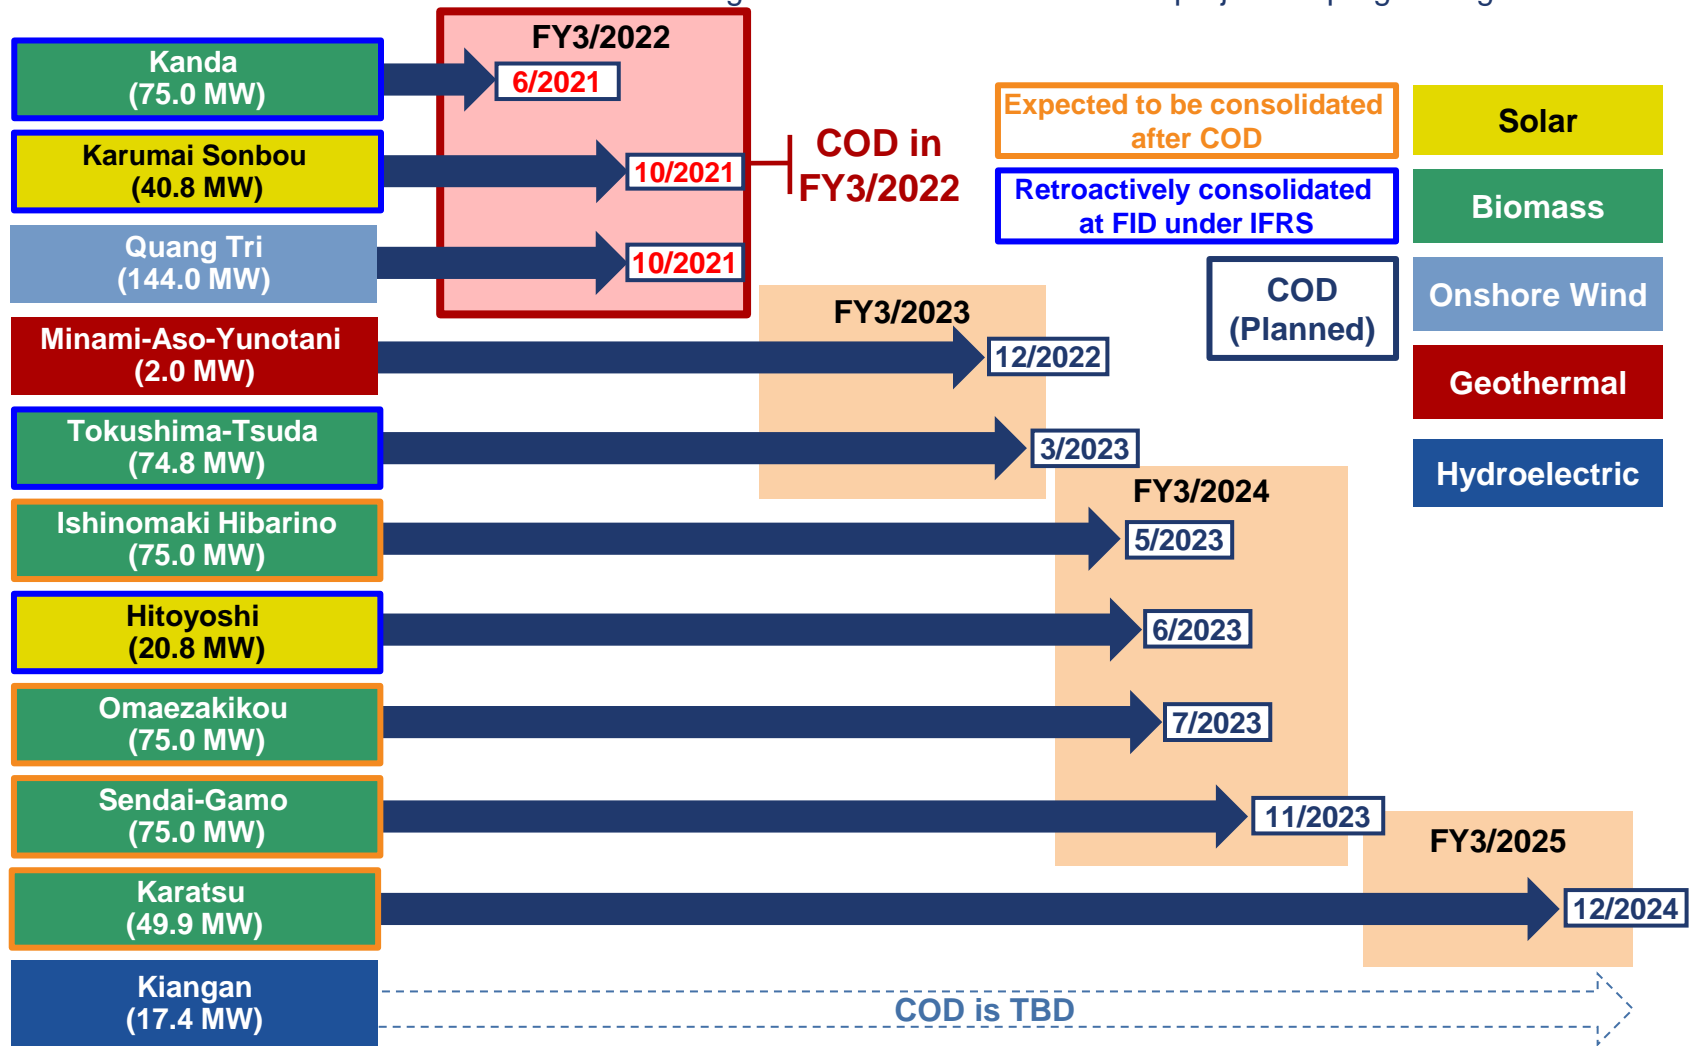 FY3/2022
Kanda
(75.0 MW)
6/2021
Karumai Sonbou
(40.8 MW)
10/2021
Quang Tri
(144.0 MW)
10/2021
COD in
FY3/2022
Expected to be consolidated
after COD
Retroactively consolidated
at FID under IFRS
COD
(Planned)
Solar
Biomass
Onshore Wind
Geothermal
Hydroelectric
FY3/2023
Minami-Aso-Yunotani
(2.0 MW)
12/2022
Tokushima-Tsuda
(74.8 MW)
3/2023
FY3/2024
Ishinomaki Hibarino
(75.0 MW)
5/2023
Hitoyoshi
(20.8 MW)
6/2023
Omaezakikou
(75.0 MW)
7/2023
Sendai-Gamo
(75.0 MW)
11/2023
FY3/2025
Karatsu
(49.9 MW)
12/2024
Kiangan
(17.4 MW)
COD is TBD